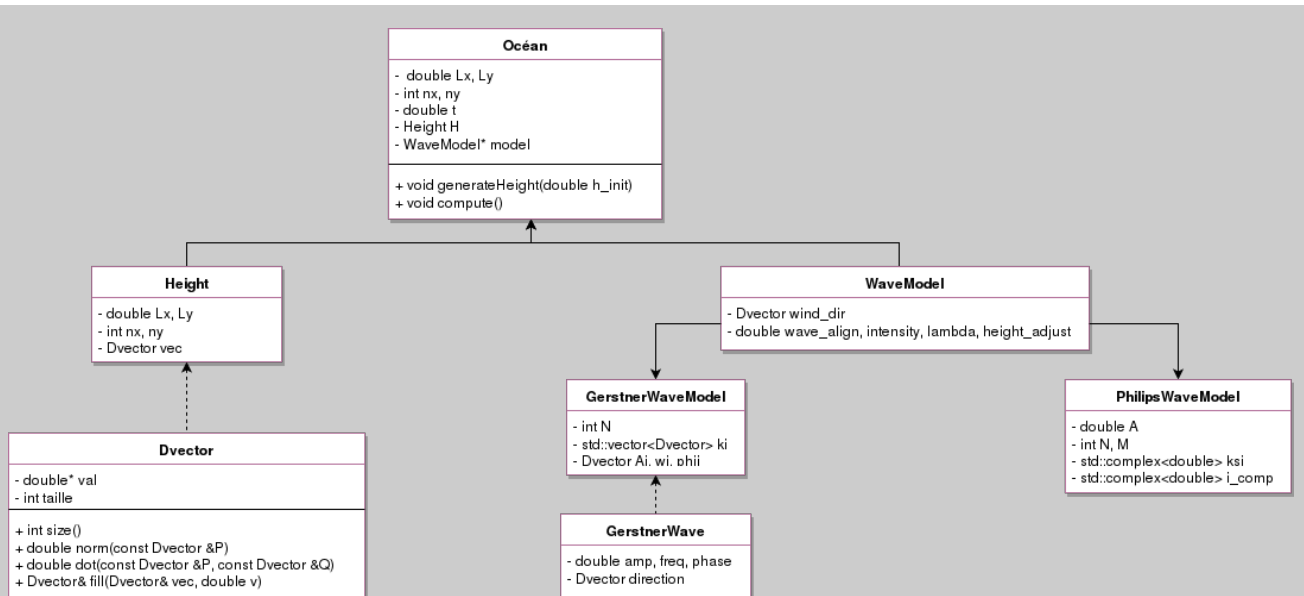 Océan
- double Lx, Ly
- int nx, ny
- double t
- Height H
- WaveModel* model
+ void generateHeight(double h_init)
+ void compute()
Height
- double Lx, Ly
- int nx, ny
- Dvector vec
WaveModel
- Dvector wind_dir
- double wave_align, intensity, lambda, height_adjust
GerstnerWaveModel
- int N
- std::vector<Dvector> ki
- Dvector Ai, wi, phii
PhilipsWaveModel
- double A
- int N, M
- std::complex<double> ksi
- std::complex<double> i_comp
Dvector
- double* val
- int taille
+ int size()
+ double norm(const Dvector &P)
+ double dot(const Dvector &P, const Dvector &Q)
+ Dvector& fill(Dvector& vec, double v)
GerstnerWave
- double amp, freq, phase
- Dvector direction